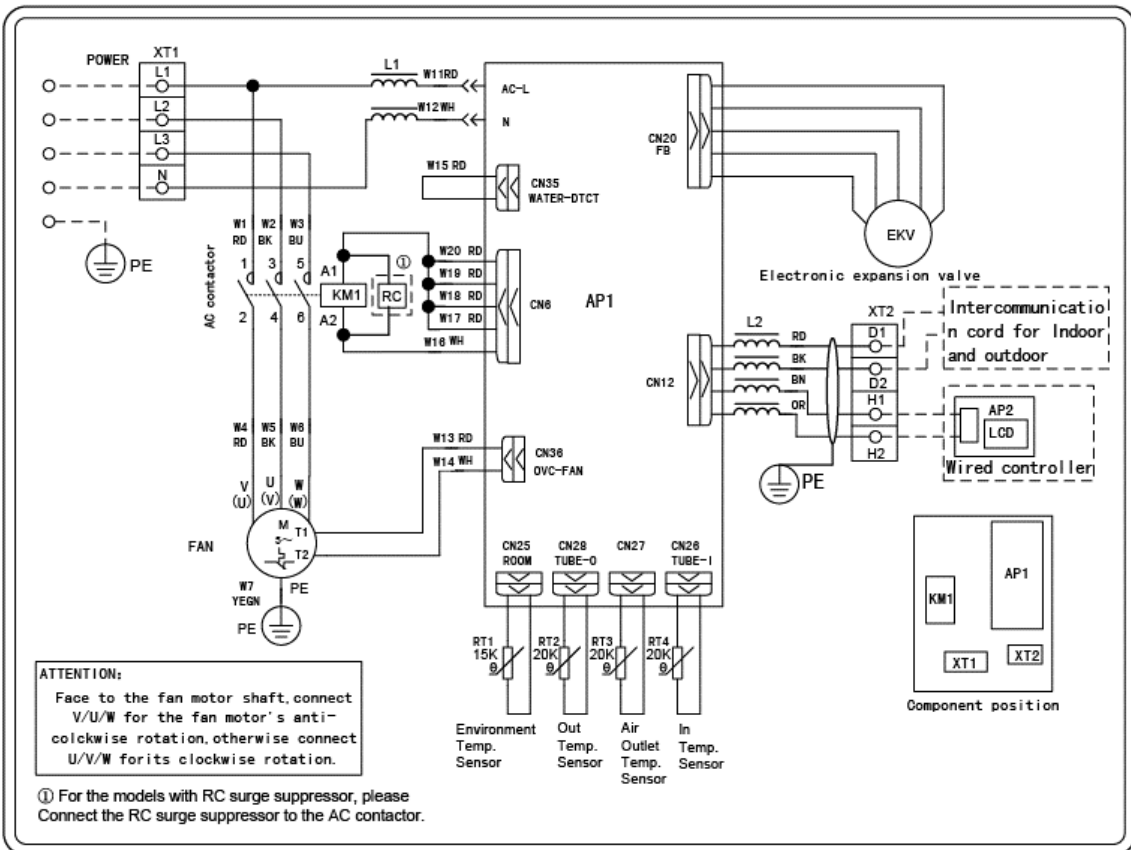 POWER
XT1
L1
L2
L3
N
PE
L1
W11RD
W12WH
AC-L
N
W15 RD
CN35
WATER-DTCT
CN20
FB
EKV
Electronic expansion valve
W1 W2 W3
RD BK BU
1 3 5
2 4 6
AC contactor
A1
KM1
A2
①
RC
W20 RD
W19 RD
W18 RD
W17 RD
W16 WH
CN6
AP1
CN12
L2
RD
BK
BN
OR
XT2
D1
D2
H1
H2
PE
Intercommunicatio
n cord for Indoor
and outdoor
AP2
LCD
Wired controller
W4 W5 W6
RD BK BU
V U W
(U) (V) (W)
M
T1
T2
FAN
W7
YEGN
PE
PE
W13 RD
W14 WH
CN36
OVC-FAN
CN25
ROOM
CN28
TUBE-O
CN27
CN26
TUBE-I
RT1
15K
θ
RT2
20K
θ
RT3
20K
θ
RT4
20K
θ
Environment
Temp.
Sensor
Out
Temp.
Sensor
Air
Outlet
Temp.
Sensor
In
Temp.
Sensor
AP1
KM1
XT1
XT2
Component position
ATTENTION:
Face to the fan motor shaft, connect
V/U/W for the fan motor's anti-
colckwise rotation, otherwise connect
U/V/W forits clockwise rotation.
① For the models with RC surge suppressor, please
Connect the RC surge suppressor to the AC contactor.